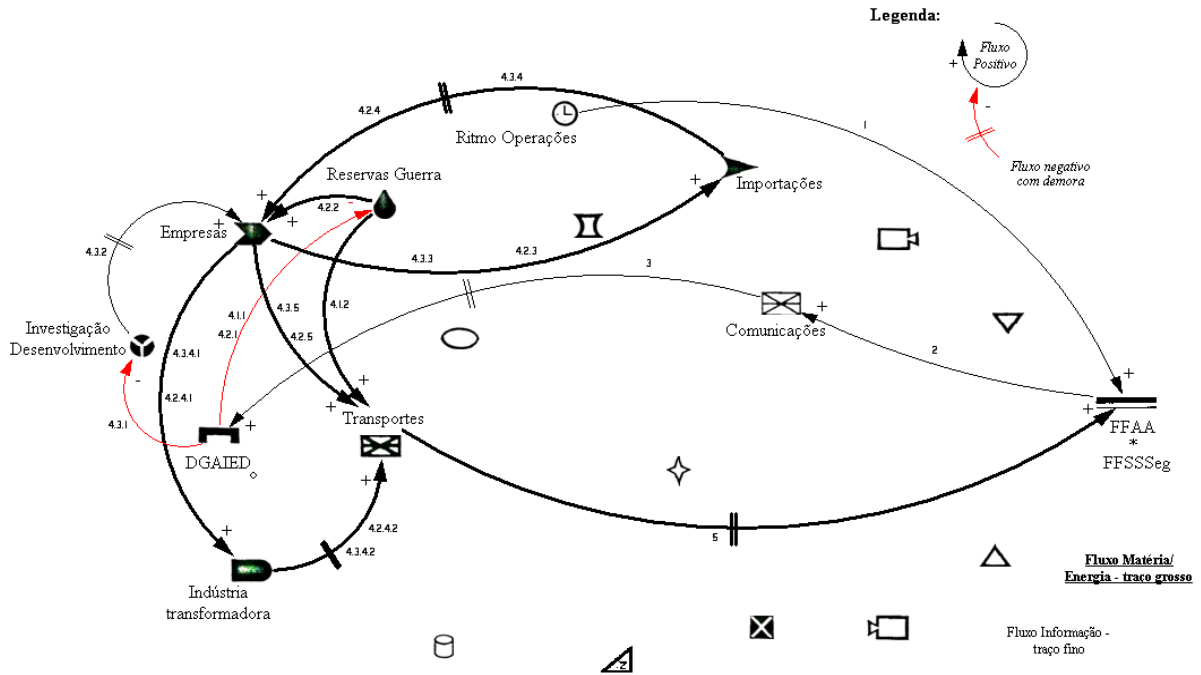 Legenda:
Fluxo
Positivo
+
-
Fluxo negativo
com demora
4.3.4
4.2.4
Ritmo Operações
1
Reservas Guerra
-
+
+
+
4.2.2
+
Importações
Empresas
4.3.2
4.3.3
4.2.3
3
4.1.1
4.2.1
4.3.5
4.2.5
4.1.2
+
Comunicações
Investigação
Desenvolvimento
-
4.3.4.1
4.2.4.1
2
+
+
+
+
Transportes
4.3.1
+
DGAIED
FFAA
*
FFSSSeg
+
4.2.4.2
4.3.4.2
+
5
Indústria
transformadora
Fluxo Matéria/
Energia - traço grosso
Fluxo Informação -
traço fino
Z